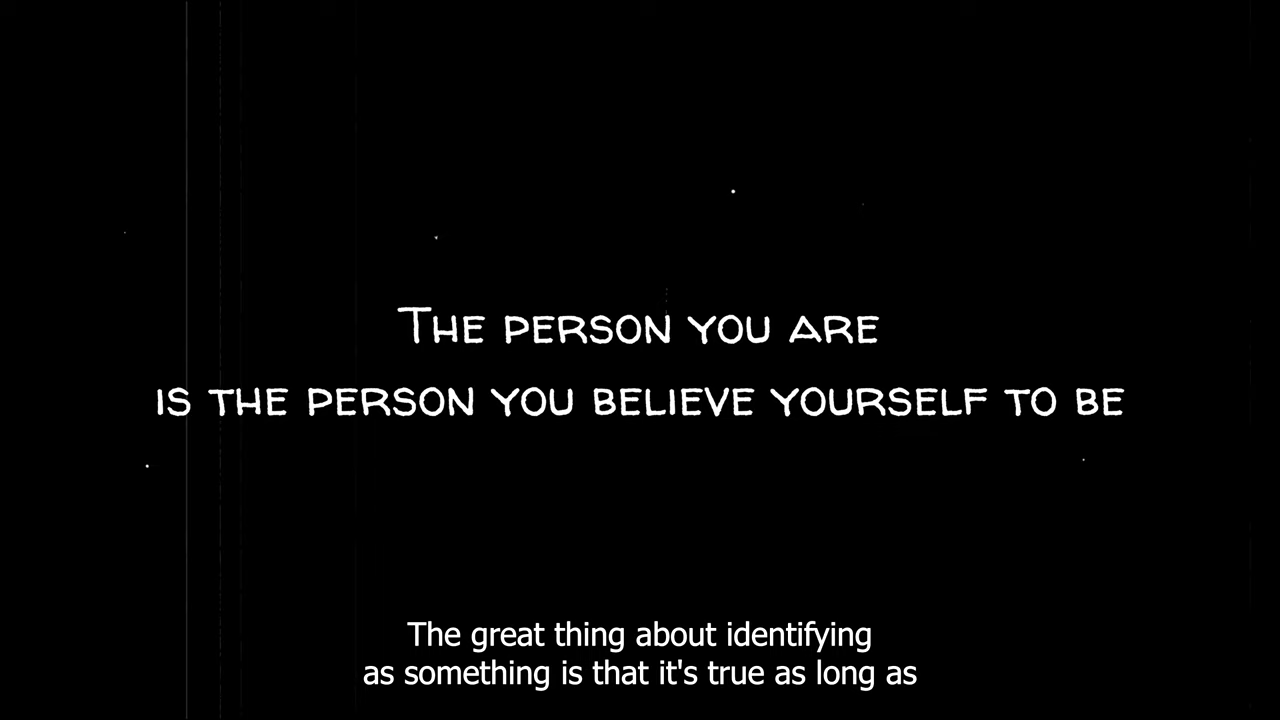 The person you are
is the person you believe yourself to be
The great thing about identifying
as something is that it's true as long as